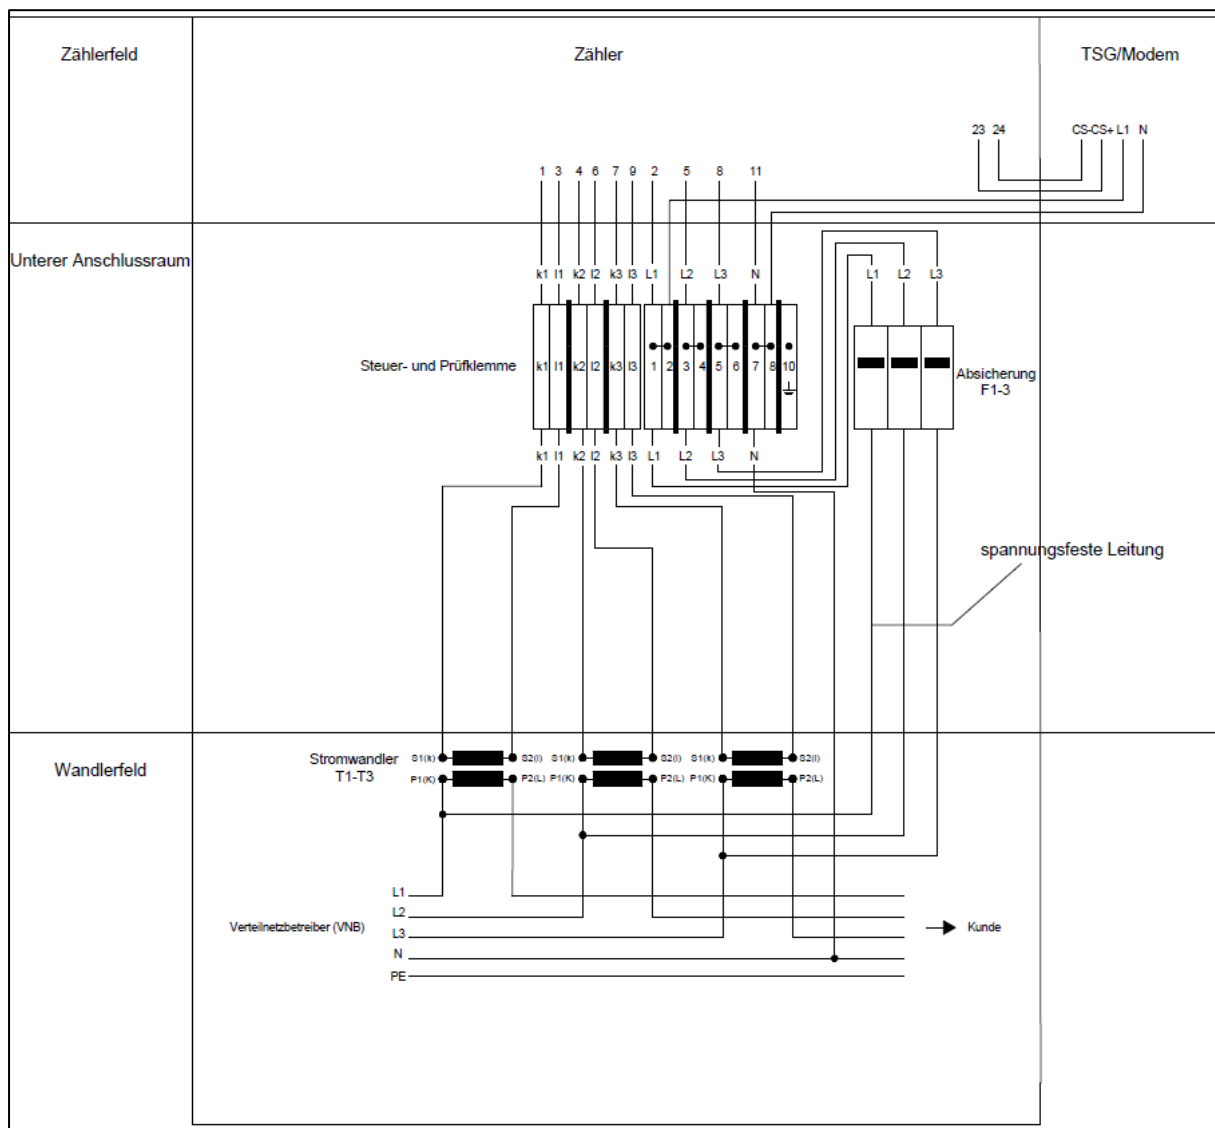 Zählerfeld
Zähler
TSG/Modem
23 24
CS-CS+ L1 N
1 3 4 6 7 9 2 5 8 11
Unterer Anschlussraum
k1 l1 k2 l2 k3 l3 L1 L2 L3 N
L1 L2 L3
Steuer- und Prüfklemme
k1 l1 k2 l2 k3 l3 1 2 3 4 5 6 7 8 10
Absicherung
F1-3
k1 l1 k2 l2 k3 l3 L1 L2 L3 N
spannungsfeste Leitung
Wandlerfeld
Stromwandler
T1-T3
S1(k) S2(l) S1(k) S2(l) S1(k) S2(l)
P1(K) P2(L) P1(K) P2(L) P1(K) P2(L)
L1
L2
Verteilnetzbetreiber (VNB)
Kunde
L3
N
PE